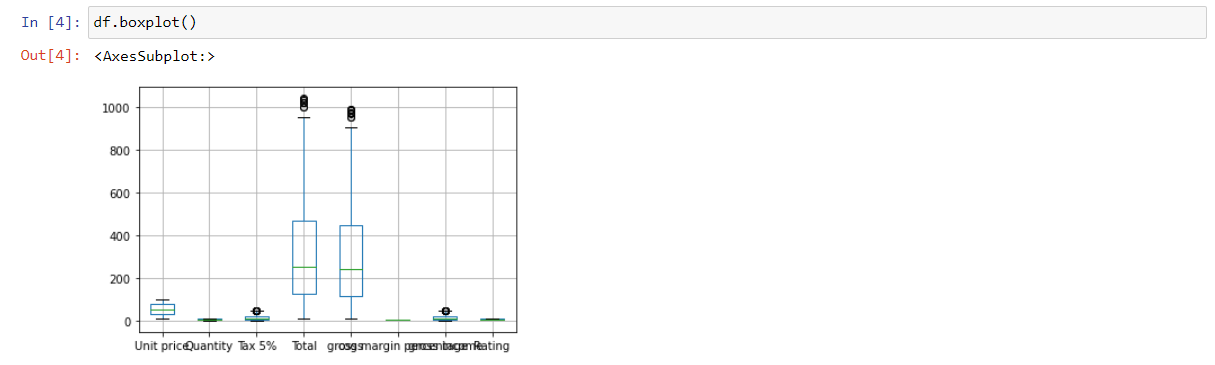 In [4]: df.boxplot()
Out[4]: <AxesSubplot:>
1000
800
600
400
200
0
Unit price Quantity Tax 5% Total cogs gross margin percentage gross income Rating